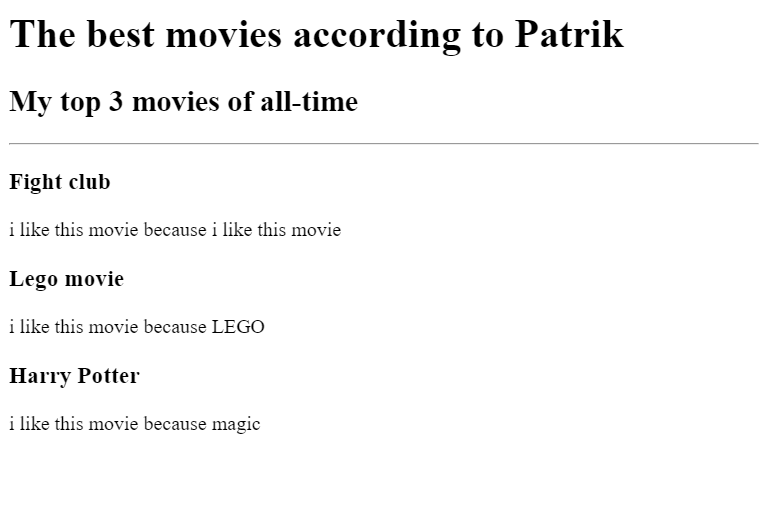 The best movies according to Patrik
My top 3 movies of all-time
Fight club
i like this movie because i like this movie
Lego movie
i like this movie because LEGO
Harry Potter
i like this movie because magic